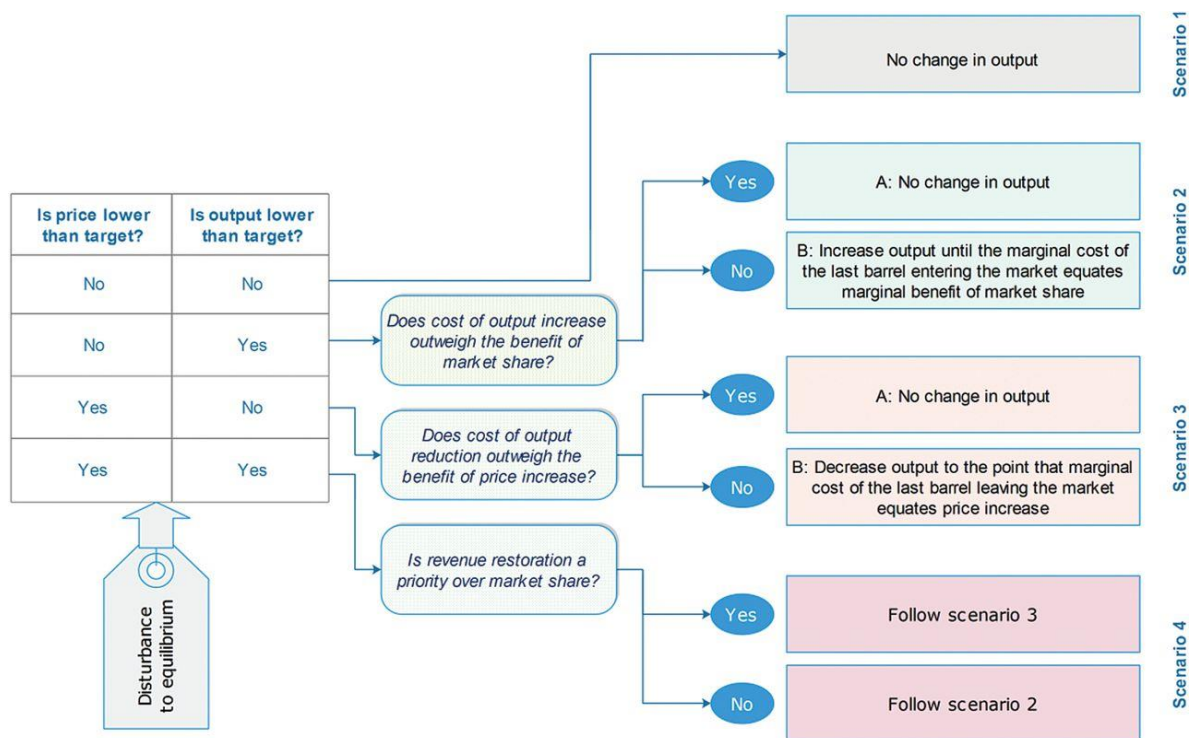 No change in output
Scenario 1
Is price lower
than target?
Is output lower
than target?
No
No
No
Yes
Yes
No
Yes
Yes
Disturbance
to equilibrium
Does cost of output increase
outweigh the benefit of
market share?
Yes
A: No change in output
No
B: Increase output until the marginal cost of
the last barrel entering the market equates
marginal benefit of market share
Scenario 2
Does cost of output
reduction outweigh the
benefit of price increase?
Yes
A: No change in output
No
B: Decrease output to the point that marginal
cost of the last barrel leaving the market
equates price increase
Scenario 3
Is revenue restoration a
priority over market share?
Yes
Follow scenario 3
No
Follow scenario 2
Scenario 4